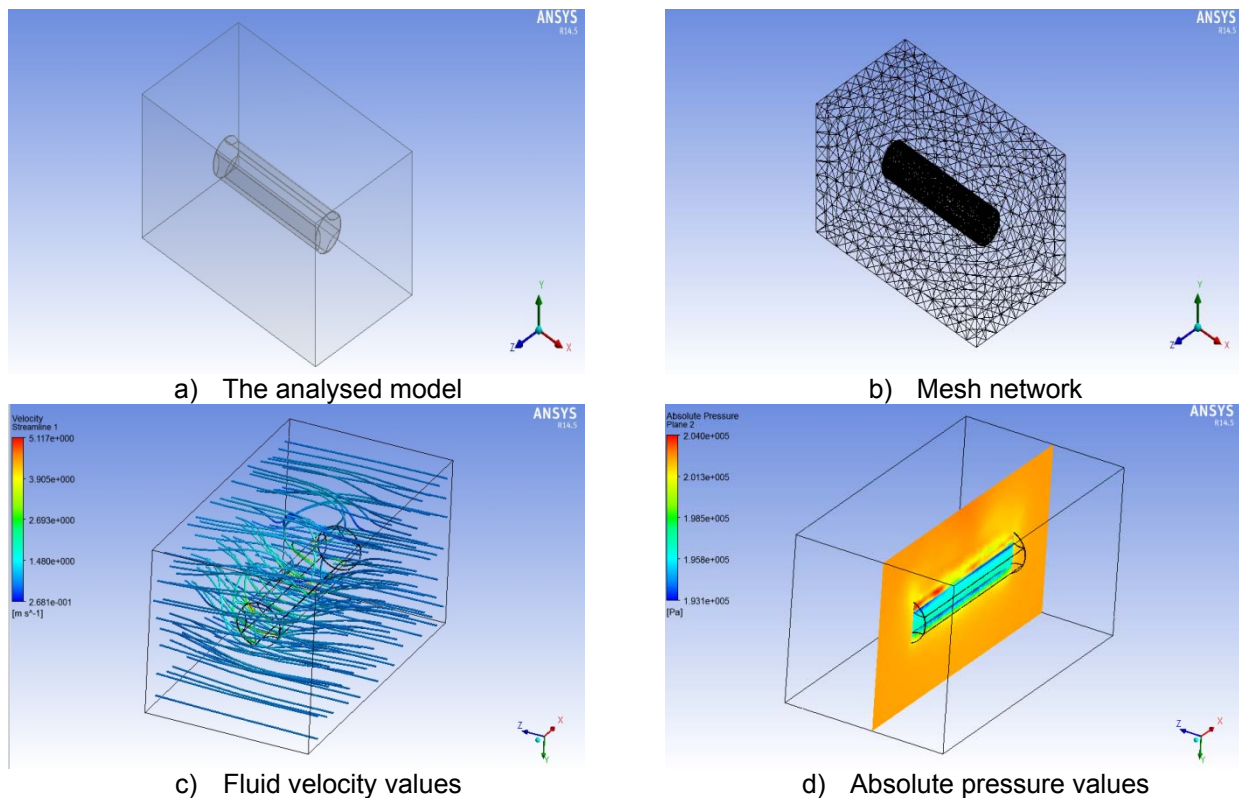 ANSYS
R14.5
Y
Z
X
a) The analysed model
ANSYS
R14.5
Y
Z
X
b) Mesh network
Velocity
Streamline 1
5.117e+000
3.905e+000
2.693e+000
1.480e+000
2.681e-001
[m s^-1]
ANSYS
R14.5
Z
X
Y
c) Fluid velocity values
Absolute Pressure
Plane 2
2.040e+005
2.013e+005
1.985e+005
1.958e+005
1.931e+005
[Pa]
ANSYS
R14.5
Z
X
Y
d) Absolute pressure values